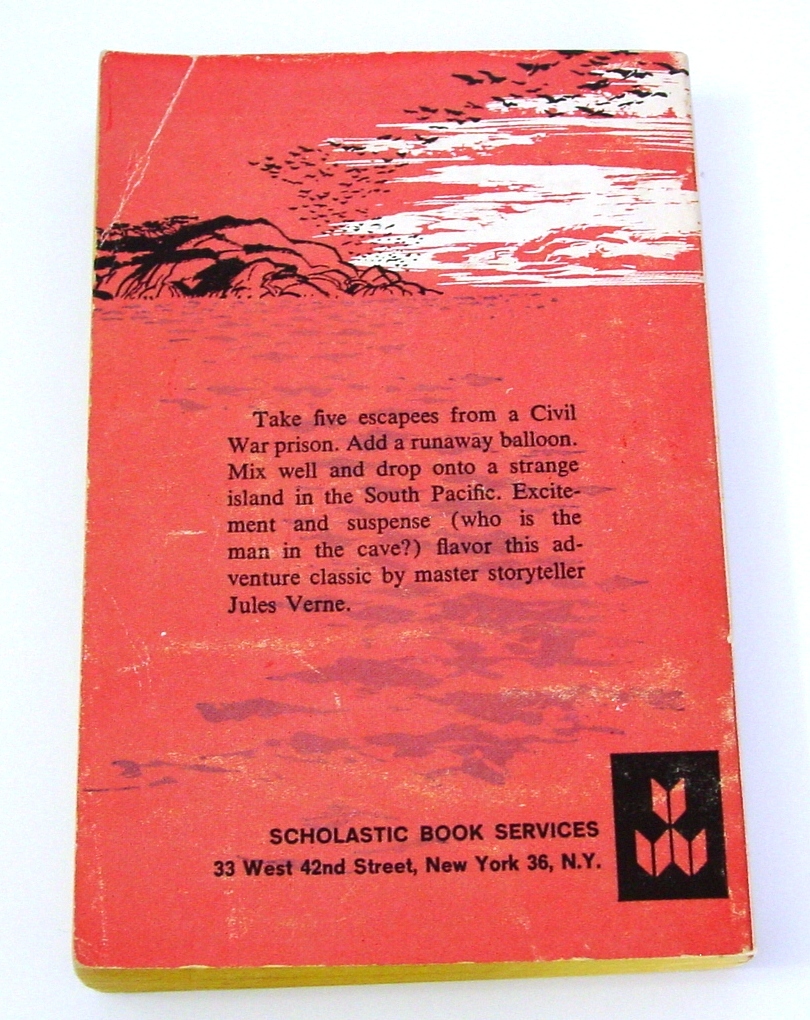 Take five escapees from a Civil
War prison. Add a runaway balloon.
Mix well and drop onto a strange
island in the South Pacific. Excite-
ment and suspense (who is the
man in the cave?) flavor this ad-
venture classic by master storyteller
Jules Verne.
SCHOLASTIC BOOK SERVICES
33 West 42nd Street, New York 36, N.Y.